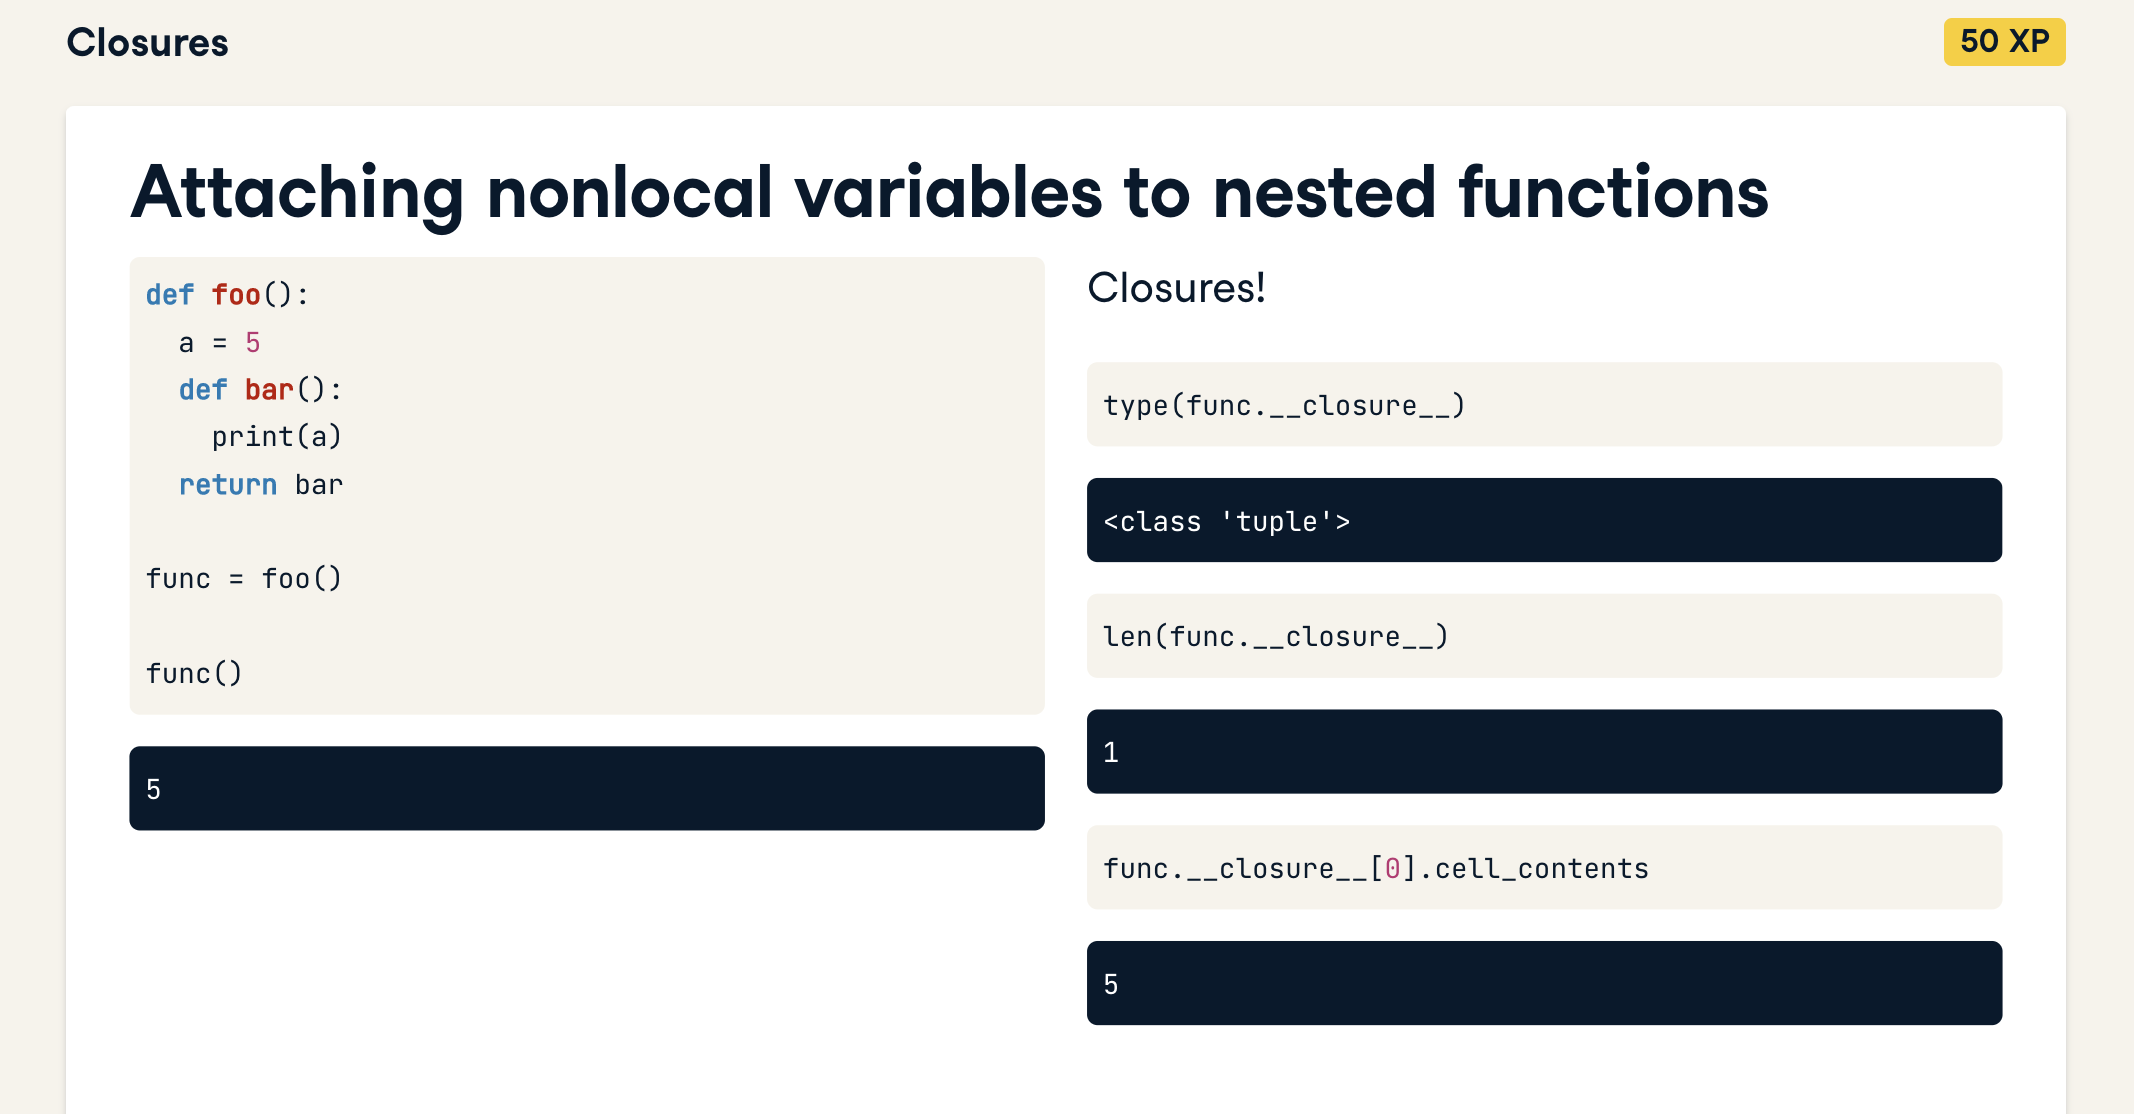 Closures
50 XP
Attaching nonlocal variables to nested functions
def foo():
  a = 5
  def bar():
    print(a)
  return bar

func = foo()

func()
5
Closures!
type(func.__closure__)
<class 'tuple'>
len(func.__closure__)
1
func.__closure__[0].cell_contents
5